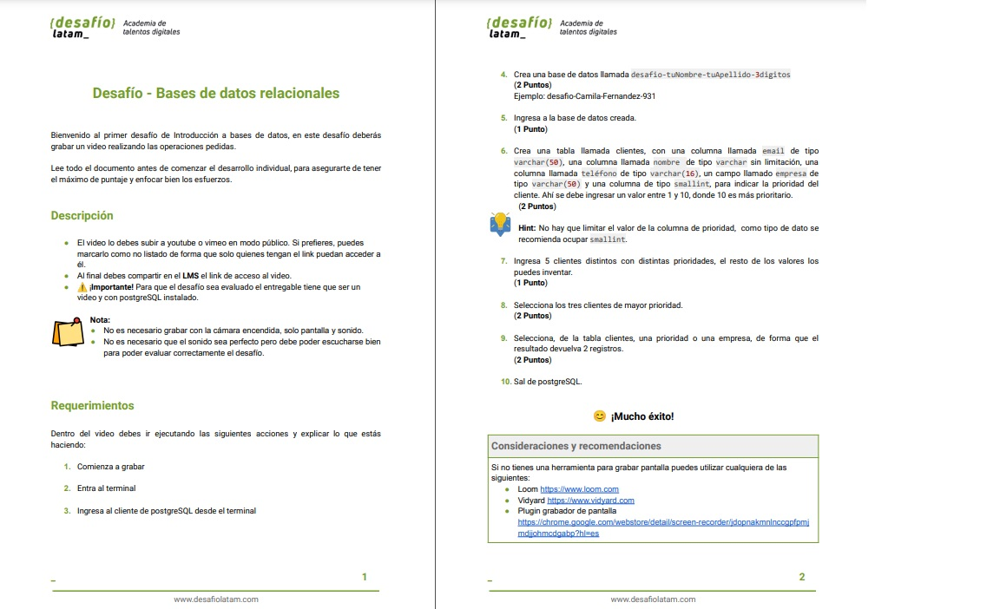 {desafío} Academia de
latam_ talentos digitales
Desafío - Bases de datos relacionales
Bienvenido al primer desafío de Introducción a bases de datos, en este desafío deberás
grabar un video realizando las operaciones pedidas.
Lee todo el documento antes de comenzar el desarrollo individual, para asegurarte de tener
el máximo de puntaje y enfocar bien los esfuerzos.
Descripción
● El video lo debes subir a youtube o vimeo en modo público. Si prefieres, puedes
marcarlo como no listado de forma que solo quienes tengan el link puedan acceder a
él.
● Al final debes compartir en el LMS el link de acceso al video.
● ⚠️ ¡Importante! Para que el desafío sea evaluado el entregable tiene que ser un
video y con postgreSQL instalado.
Nota:
● No es necesario grabar con la cámara encendida, solo pantalla y sonido.
● No es necesario que el sonido sea perfecto pero debe poder escucharse bien
para poder evaluar correctamente el desafío.
Requerimientos
Dentro del video debes ir ejecutando las siguientes acciones y explicar lo que estás
haciendo:
1. Comienza a grabar
2. Entra al terminal
3. Ingresa al cliente de postgreSQL desde el terminal
_ 1
www.desafiolatam.com
{desafío} Academia de
latam_ talentos digitales
4. Crea una base de datos llamada desafio-tuNombre-tuApellido-3digitos
(2 Puntos)
Ejemplo: desafio-Camila-Fernandez-931
5. Ingresa a la base de datos creada.
(1 Punto)
6. Crea una tabla llamada clientes, con una columna llamada email de tipo
varchar(50), una columna llamada nombre de tipo varchar sin limitación, una
columna llamada teléfono de tipo varchar(16), un campo llamado empresa de
tipo varchar(50) y una columna de tipo smallint, para indicar la prioridad del
cliente. Ahí se debe ingresar un valor entre 1 y 10, donde 10 es más prioritario.
(2 Puntos)
Hint: No hay que limitar el valor de la columna de prioridad, como tipo de dato se
recomienda ocupar smallint.
7. Ingresa 5 clientes distintos con distintas prioridades, el resto de los valores los
puedes inventar.
(1 Punto)
8. Selecciona los tres clientes de mayor prioridad.
(2 Puntos)
9. Selecciona, de la tabla clientes, una prioridad o una empresa, de forma que el
resultado devuelva 2 registros.
(2 Puntos)
10. Sal de postgreSQL.
😊 ¡Mucho éxito!
Consideraciones y recomendaciones
Si no tienes una herramienta para grabar pantalla puedes utilizar cualquiera de las
siguientes:
● Loom https://www.loom.com
● Vidyard https://www.vidyard.com
● Plugin grabador de pantalla
https://chrome.google.com/webstore/detail/screen-recorder/jdopnakmnlnccgpfpmj
mdjjohmcdgabp?hl=es
_ 2
www.desafiolatam.com